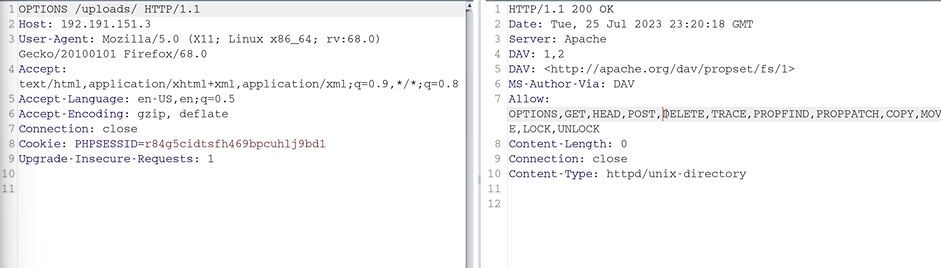 1 OPTIONS /uploads/ HTTP/1.1
2 Host: 192.191.151.3
3 User-Agent: Mozilla/5.0 (X11; Linux x86_64; rv:68.0)
Gecko/20100101 Firefox/68.0
4 Accept:
text/html,application/xhtml+xml,application/xml;q=0.9,*/*;q=0.8
5 Accept-Language: en-US,en;q=0.5
6 Accept-Encoding: gzip, deflate
7 Connection: close
8 Cookie: PHPSESSID=r84g5cidtsfh469bpcuh1j9bd1
9 Upgrade-Insecure-Requests: 1
10
11
1 HTTP/1.1 200 OK
2 Date: Tue, 25 Jul 2023 23:20:18 GMT
3 Server: Apache
4 DAV: 1,2
5 DAV: <http://apache.org/dav/propset/fs/1>
6 MS-Author-Via: DAV
7 Allow:
OPTIONS,GET,HEAD,POST,DELETE,TRACE,PROPFIND,PROPPATCH,COPY,MOV
E,LOCK,UNLOCK
8 Content-Length: 0
9 Connection: close
10 Content-Type: httpd/unix-directory
11
12